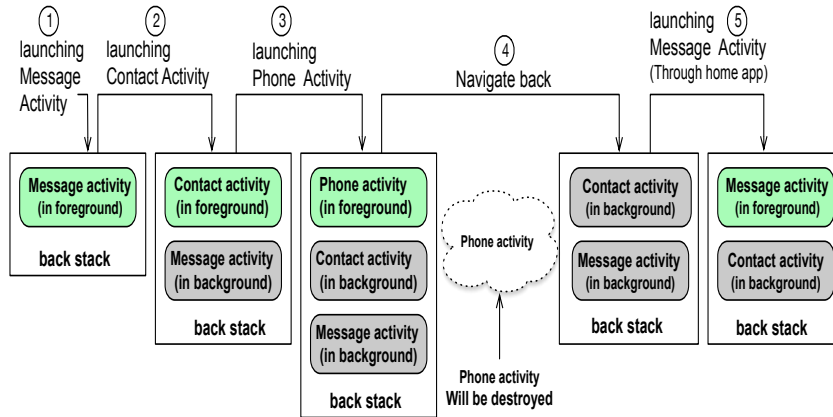 1
launching
Message
Activity
2
launching
Contact Activity
3
launching
Phone Activity
4
Navigate back
5
launching
Message Activity
(Through home app)
Message activity
(in foreground)
back stack
Contact activity
(in foreground)
Message activity
(in background)
back stack
Phone activity
(in foreground)
Contact activity
(in background)
Message activity
(in background)
back stack
Phone activity
Phone activity
Will be destroyed
Contact activity
(in background)
Message activity
(in background)
back stack
Message activity
(in foreground)
Contact activity
(in background)
back stack